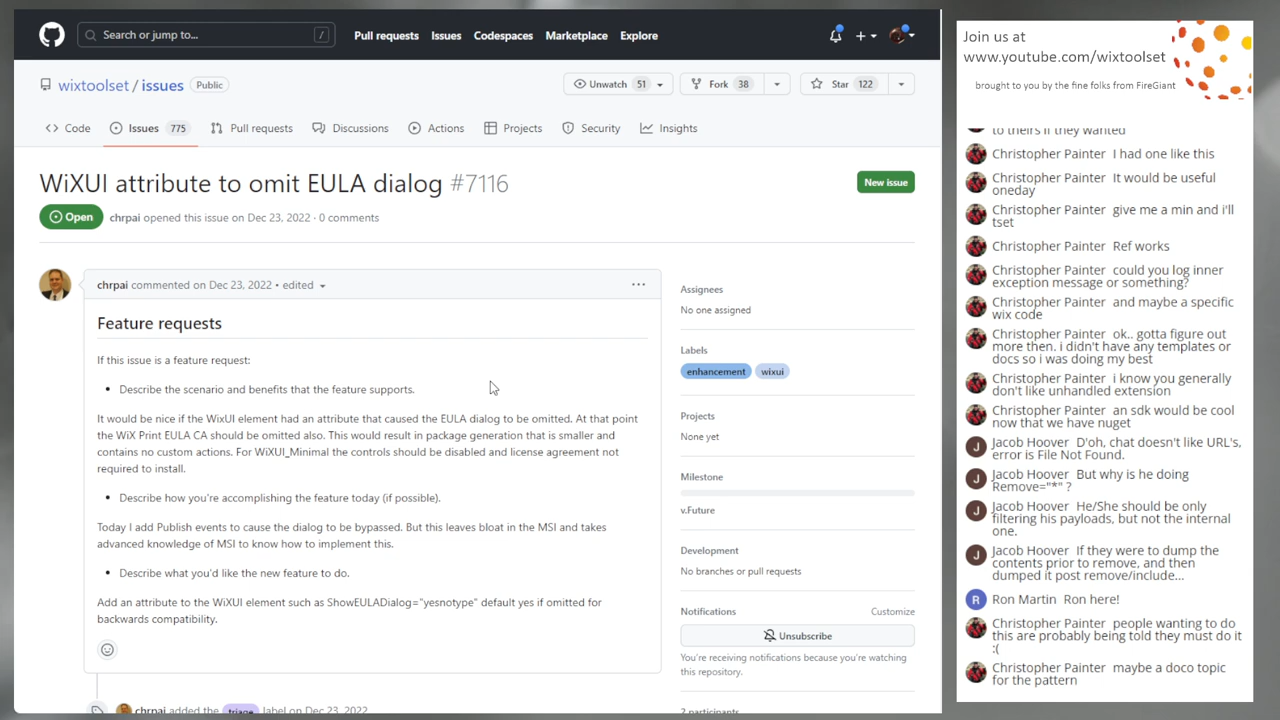 Search or jump to...
/
Pull requests
Issues
Codespaces
Marketplace
Explore
wixtoolset / issues
Public
Unwatch 51
Fork 38
Star 122
Code
Issues 775
Pull requests
Discussions
Actions
Projects
Security
Insights
WiXUI attribute to omit EULA dialog #7116
New issue
Open
chrpai opened this issue on Dec 23, 2022 · 0 comments
chrpai commented on Dec 23, 2022 • edited
Feature requests
If this issue is a feature request:
• Describe the scenario and benefits that the feature supports.
It would be nice if the WixUI element had an attribute that caused the EULA dialog to be omitted. At that point
the WiX Print EULA CA should be omitted also. This would result in package generation that is smaller and
contains no custom actions. For WiXUI_Minimal the controls should be disabled and license agreement not
required to install.
• Describe how you're accomplishing the feature today (if possible).
Today I add Publish events to cause the dialog to be bypassed. But this leaves bloat in the MSI and takes
advanced knowledge of MSI to know how to implement this.
• Describe what you'd like the new feature to do.
Add an attribute to the WiXUI element such as ShowEULADialog="yesnotype" default yes if omitted for
backwards compatibility.
chrpai added the triage label on Dec 23, 2022
Assignees
No one assigned
Labels
enhancement
wixui
Projects
None yet
Milestone
v.Future
Development
No branches or pull requests
Notifications
Customize
Unsubscribe
You're receiving notifications because you're watching
this repository.
2 participants
Join us at
www.youtube.com/wixtoolset
brought to you by the fine folks from FireGiant
to theirs if they wanted
Christopher Painter I had one like this
Christopher Painter It would be useful
oneday
Christopher Painter give me a min and i'll
tset
Christopher Painter Ref works
Christopher Painter could you log inner
exception message or something?
Christopher Painter and maybe a specific
wix code
Christopher Painter ok.. gotta figure out
more then. i didn't have any templates or
docs so i was doing my best
Christopher Painter i know you generally
don't like unhandled extension
Christopher Painter an sdk would be cool
now that we have nuget
J
Jacob Hoover D'oh, chat doesn't like URL's,
error is File Not Found.
J
Jacob Hoover But why is he doing
Remove="*" ?
J
Jacob Hoover He/She should be only
filtering his payloads, but not the internal
one.
J
Jacob Hoover If they were to dump the
contents prior to remove, and then
dumped it post remove/include...
R
Ron Martin Ron here!
Christopher Painter people wanting to do
this are probably being told they must do it
:(
Christopher Painter maybe a doco topic
for the pattern